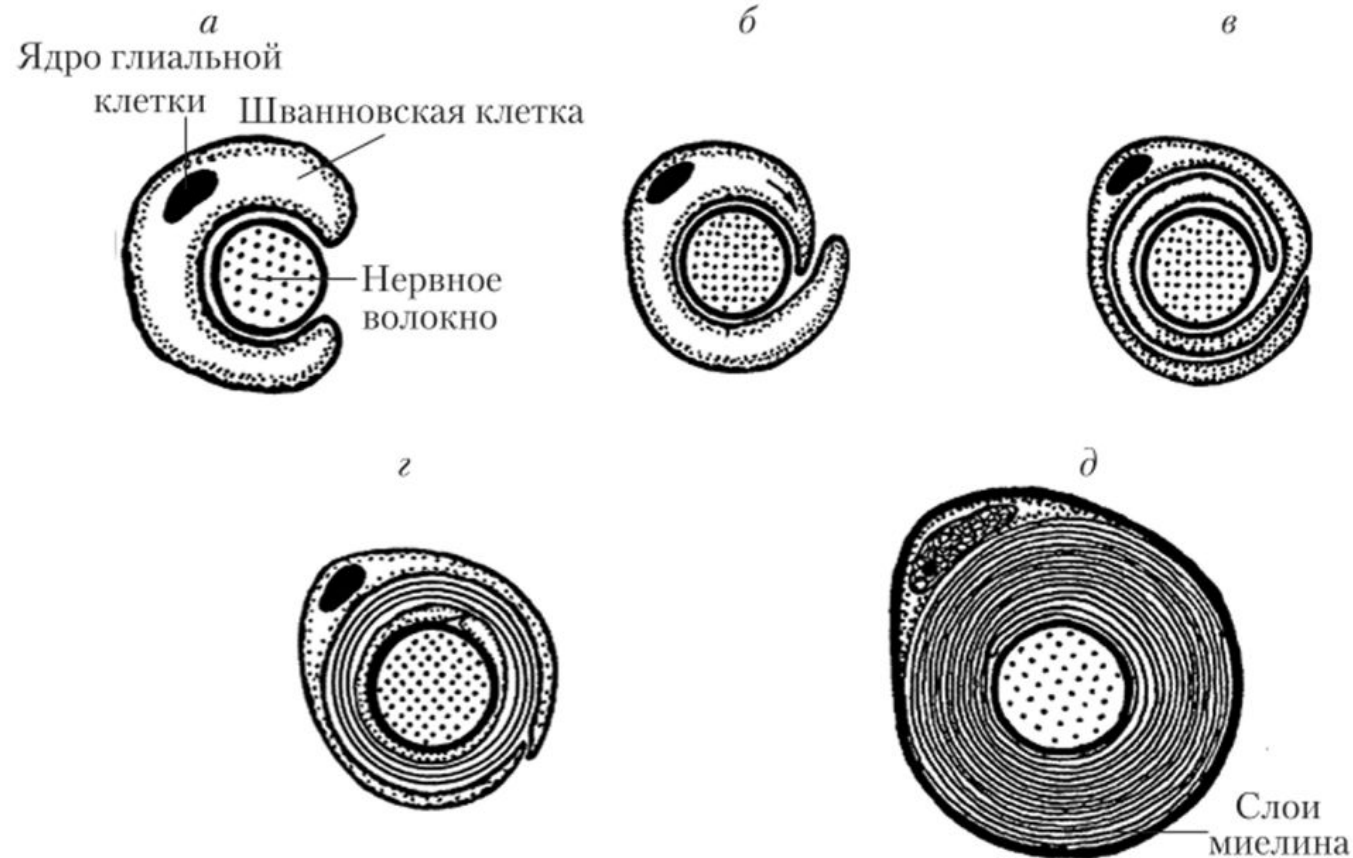 а
б
в
Ядро глиальной
клетки
Шванновская клетка
Нервное
волокно
г
д
Слои
миелина